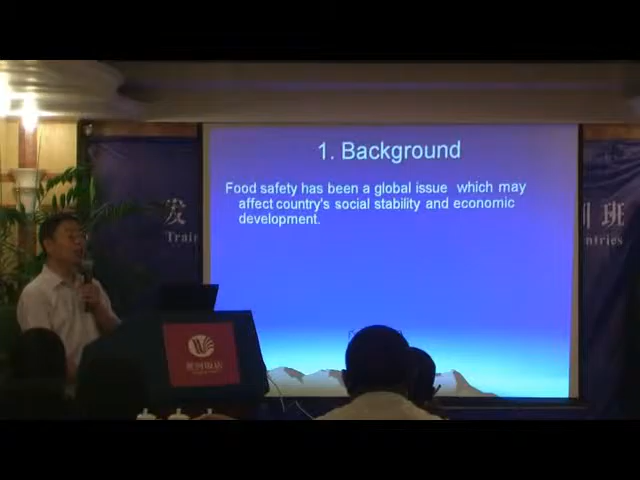 1. Background
Food safety has been a global issue which may
affect country's social stability and economic
development.
发
班
Train
ntries